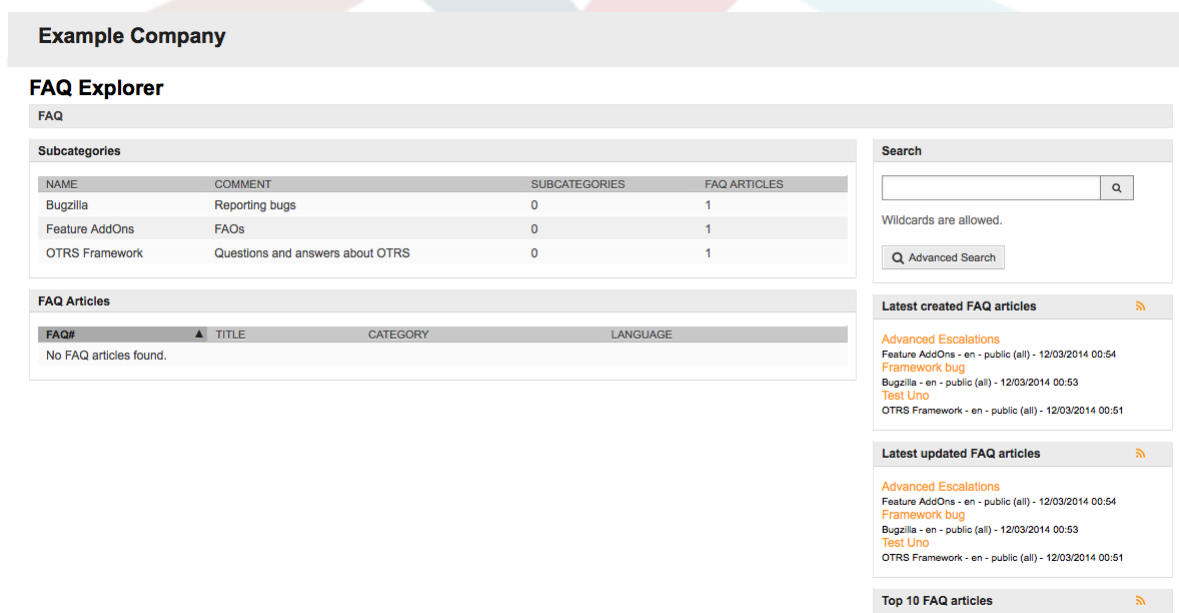 Example Company
FAQ Explorer
FAQ
Subcategories
NAME COMMENT SUBCATEGORIES FAQ ARTICLES
Bugzilla Reporting bugs 0 1
Feature AddOns FAOs 0 1
OTRS Framework Questions and answers about OTRS 0 1
FAQ Articles
FAQ# ▲ TITLE CATEGORY LANGUAGE
No FAQ articles found.
Search
Wildcards are allowed.
Advanced Search
Latest created FAQ articles
Advanced Escalations
Feature AddOns - en - public (all) - 12/03/2014 00:54
Framework bug
Bugzilla - en - public (all) - 12/03/2014 00:53
Test Uno
OTRS Framework - en - public (all) - 12/03/2014 00:51
Latest updated FAQ articles
Advanced Escalations
Feature AddOns - en - public (all) - 12/03/2014 00:54
Framework bug
Bugzilla - en - public (all) - 12/03/2014 00:53
Test Uno
OTRS Framework - en - public (all) - 12/03/2014 00:51
Top 10 FAQ articles